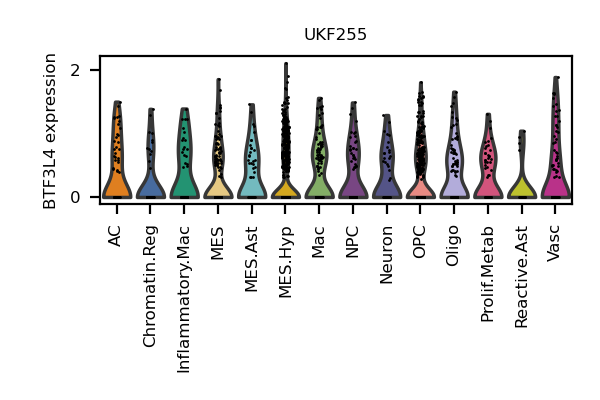 UKF255
BTF3L4 expression
2
0
AC
Chromatin.Reg
Inflammatory.Mac
MES
MES.Ast
MES.Hyp
Mac
NPC
Neuron
OPC
Oligo
Prolif.Metab
Reactive.Ast
Vasc